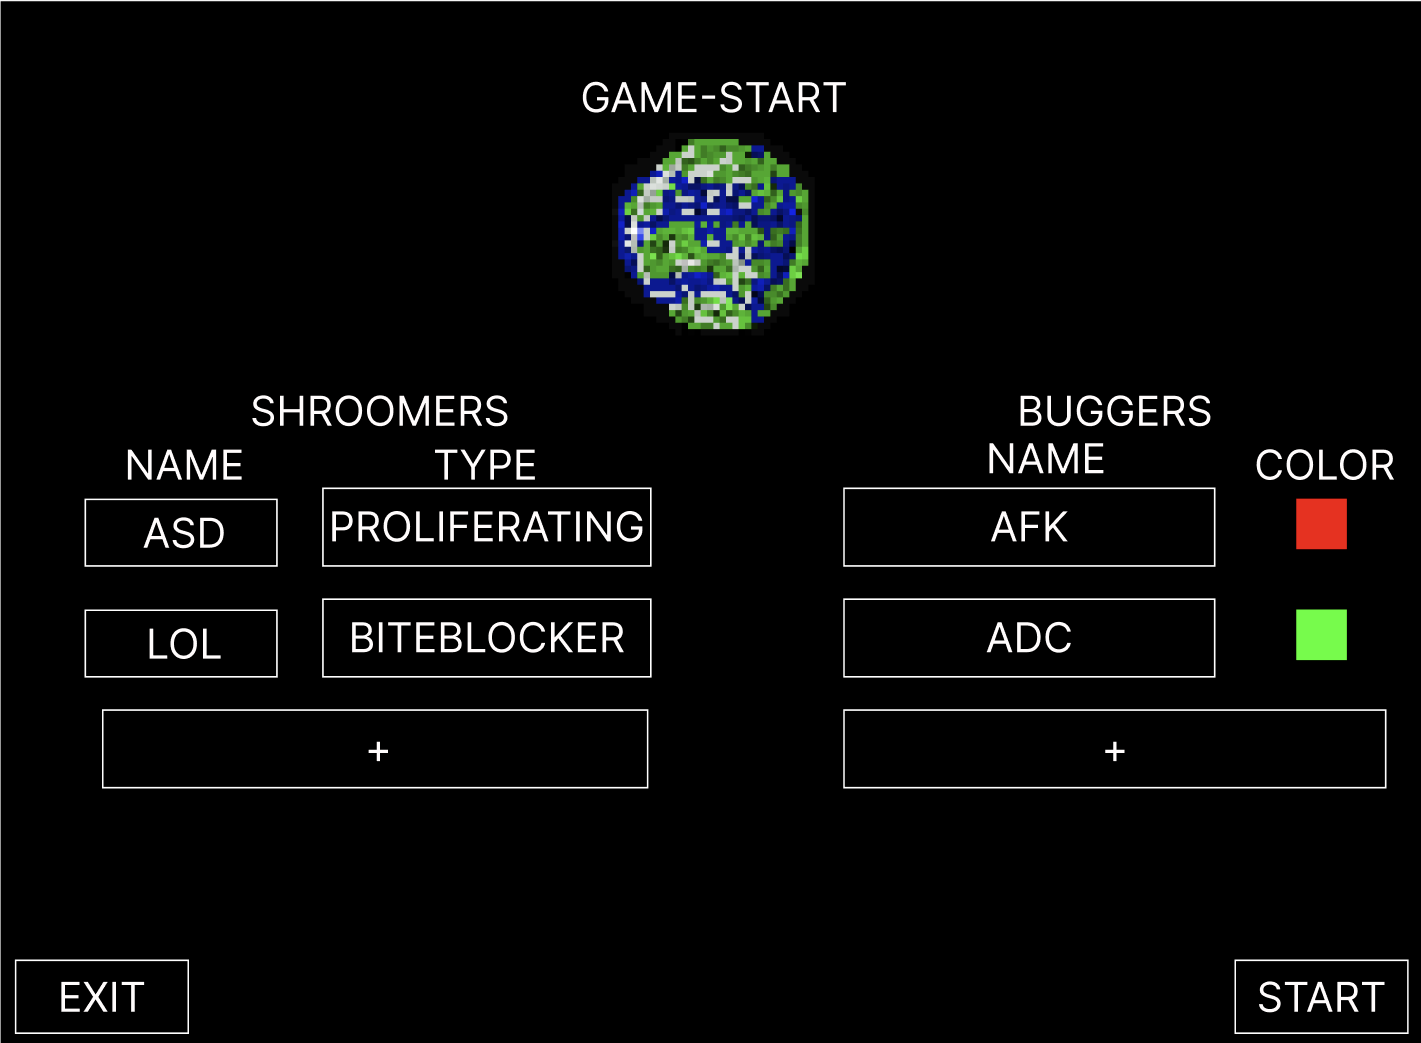 GAME-START
SHROOMERS
NAME TYPE
ASD PROLIFERATING
LOL BITEBLOCKER
+
BUGGERS
NAME COLOR
AFK
ADC
+
EXIT
START